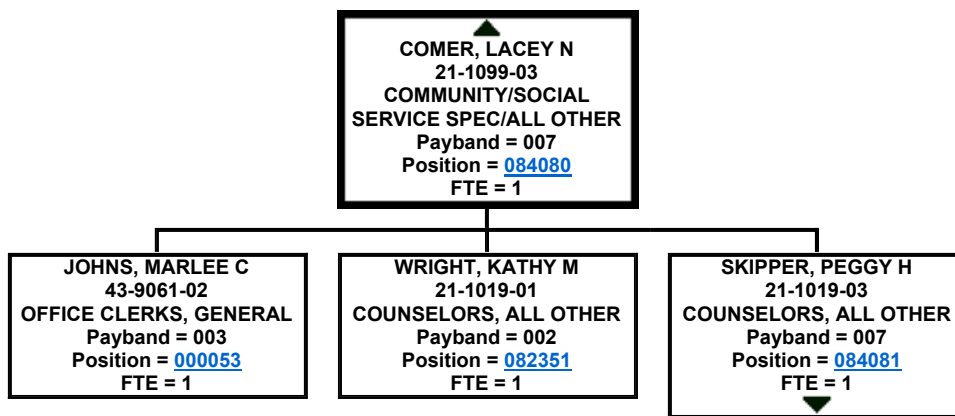 COMER, LACEY N
21-1099-03
COMMUNITY/SOCIAL
SERVICE SPEC/ALL OTHER
Payband = 007
Position = 084080
FTE = 1
JOHNS, MARLEE C
43-9061-02
OFFICE CLERKS, GENERAL
Payband = 003
Position = 000053
FTE = 1
WRIGHT, KATHY M
21-1019-01
COUNSELORS, ALL OTHER
Payband = 002
Position = 082351
FTE = 1
SKIPPER, PEGGY H
21-1019-03
COUNSELORS, ALL OTHER
Payband = 007
Position = 084081
FTE = 1